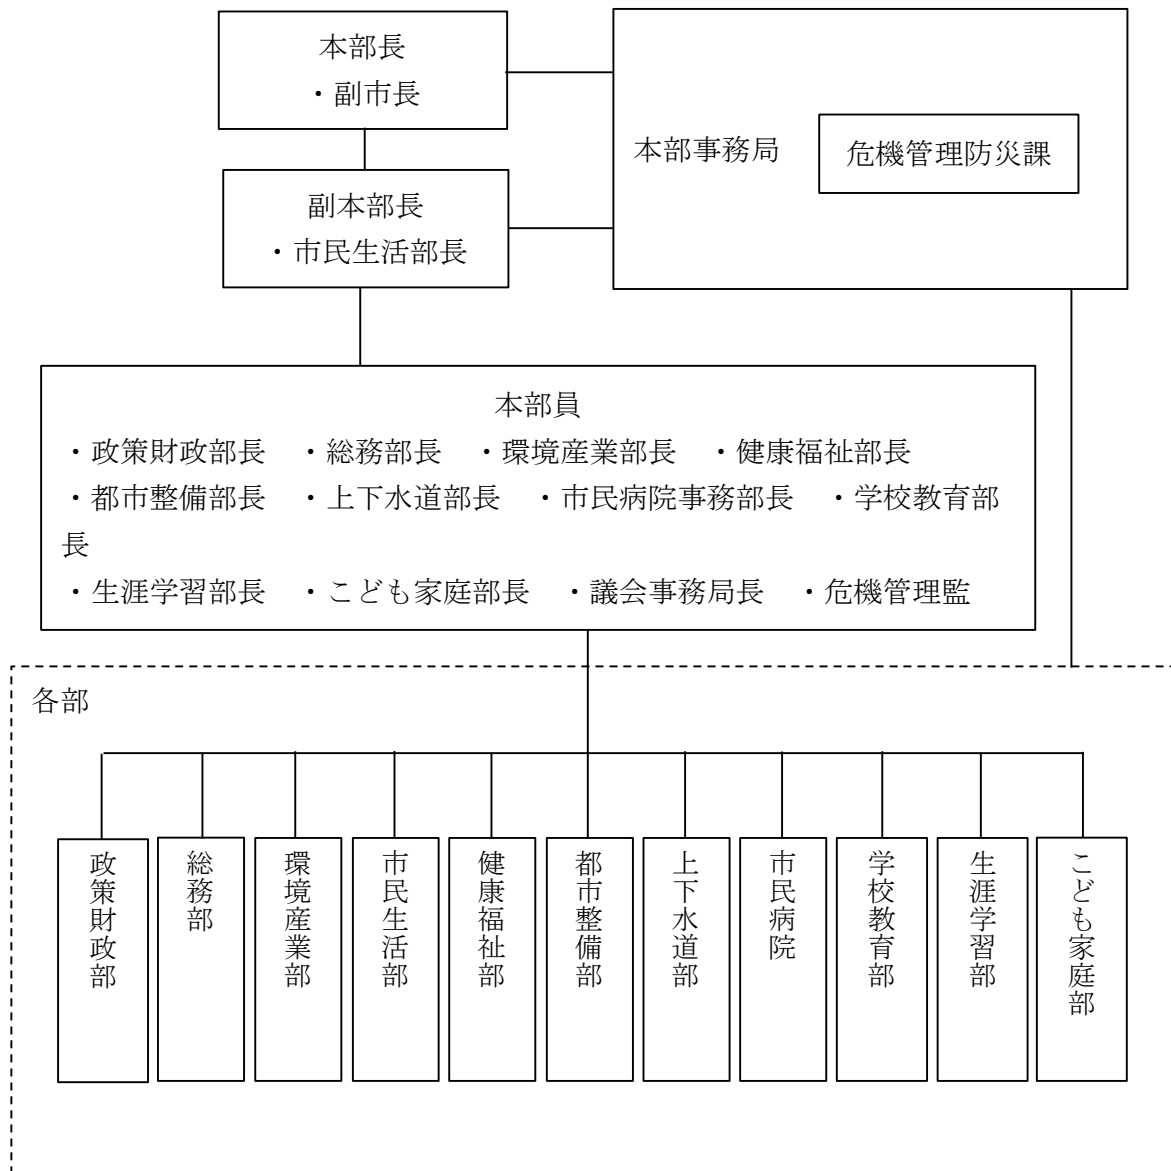 本部長
・副市長
本部事務局
危機管理防災課
副本部長
・市民生活部長
本部員
・政策財政部長 ・総務部長 ・環境産業部長 ・健康福祉部長
・都市整備部長 ・上下水道部長 ・市民病院事務部長 ・学校教育部
長
・生涯学習部長 ・こども家庭部長 ・議会事務局長 ・危機管理監
各部
政策財政部
総務部
環境産業部
市民生活部
健康福祉部
都市整備部
上下水道部
市民病院
学校教育部
生涯学習部
こども家庭部